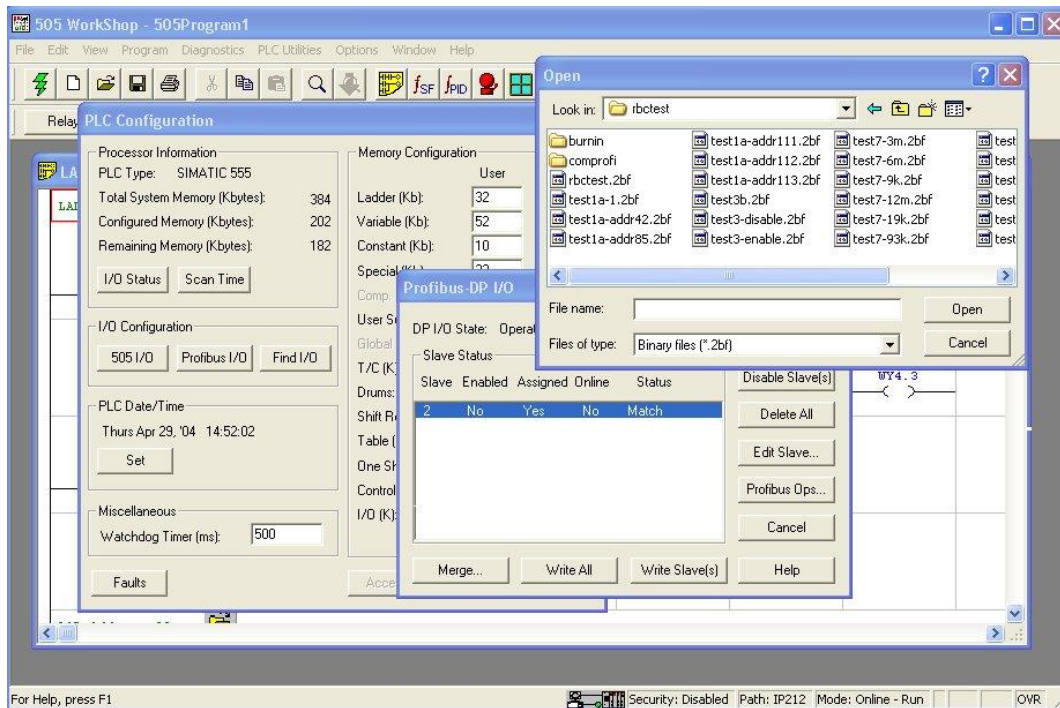 505 WorkShop - 505Program1
File Edit View Program Diagnostics PLC Utilities Options Window Help
SF PID
Relay
LA
LAD
PLC Configuration
Processor Information
PLC Type: SIMATIC 555
Total System Memory (Kbytes): 384
Configured Memory (Kbytes): 202
Remaining Memory (Kbytes): 182
I/O Status Scan Time
I/O Configuration
505 I/O Profibus I/O Find I/O
PLC Date/Time
Thurs Apr 29, '04 14:52:02
Set
Miscellaneous
Watchdog Timer (ms): 500
Faults
Memory Configuration
User
Ladder (Kb): 32
Variable (Kb): 52
Constant (Kb): 10
Special
Comp.
User S
Global
T/C (K
Drums:
Shift R
Table (
One Sh
Control
I/O (K):
Acce
Profibus-DP I/O
DP I/O State: Operat
Slave Status
Slave Enabled Assigned Online Status
2 No Yes No Match
Disable Slave(s)
Delete All
Edit Slave...
Profibus Ops...
Cancel
Merge... Write All Write Slave(s) Help
Open
Look in: rbctest
burnin test1a-addr111.2bf test7-3m.2bf test
comprofi test1a-addr112.2bf test7-6m.2bf test
rbctest.2bf test1a-addr113.2bf test7-9k.2bf test
test1a-1.2bf test3b.2bf test7-12m.2bf test
test1a-addr42.2bf test3-disable.2bf test7-19k.2bf test
test1a-addr85.2bf test3-enable.2bf test7-93k.2bf test
File name: Open
Files of type: Binary files (*.2bf) Cancel
WY4.3
For Help, press F1 Security: Disabled Path: IP212 Mode: Online - Run OVR